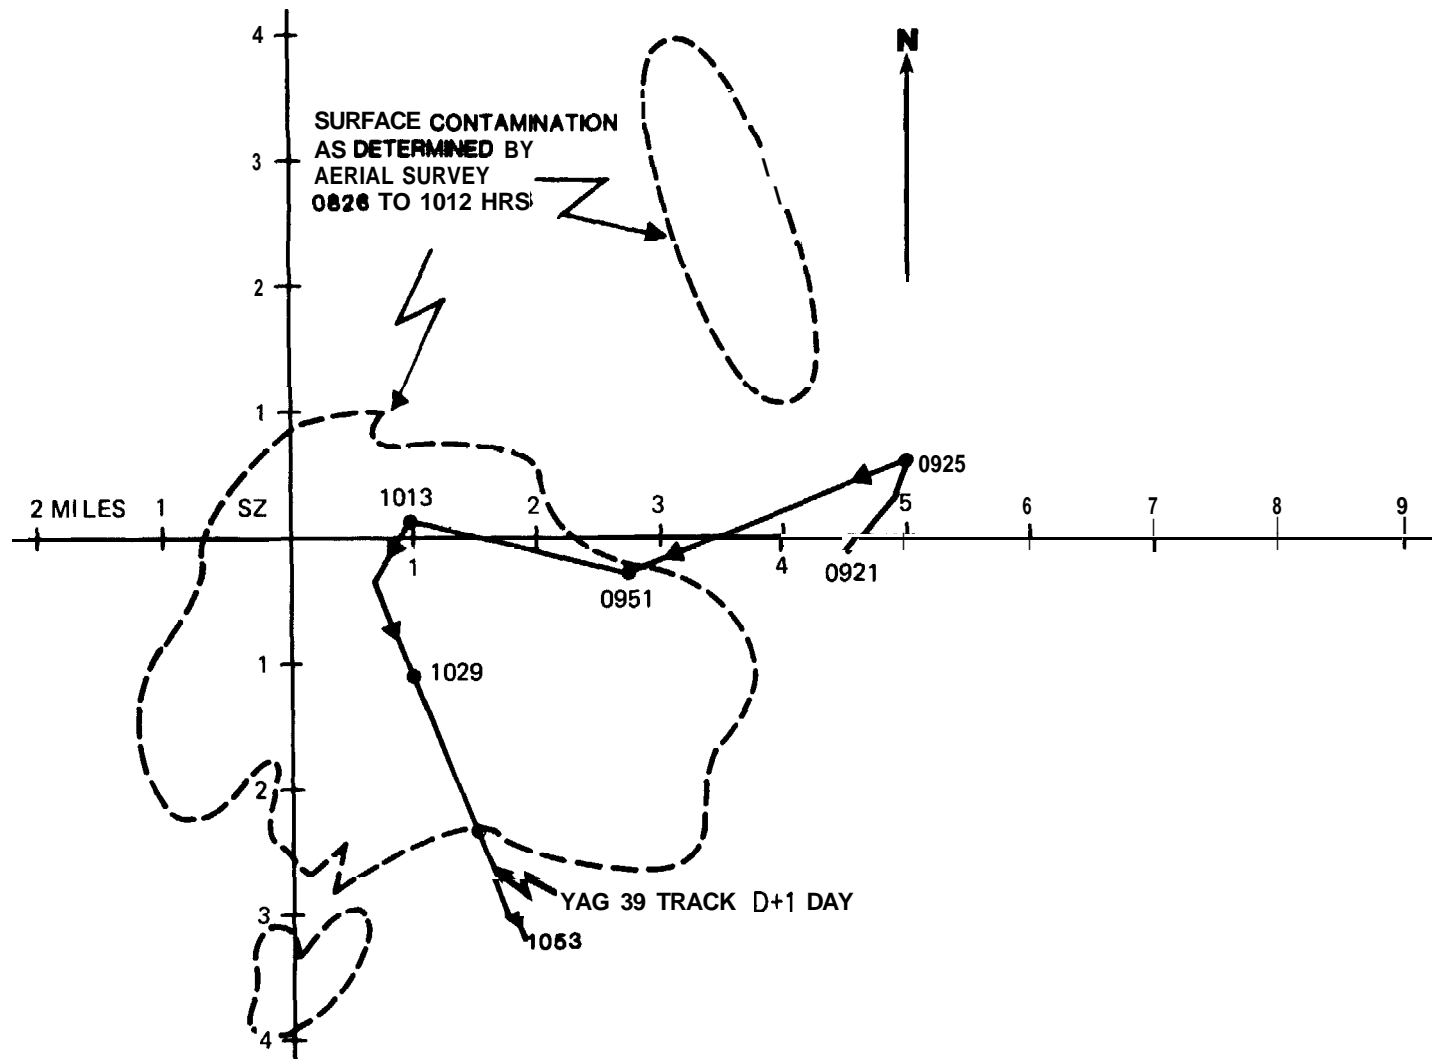 4
N
SURFACE CONTAMINATION
AS DETERMINED BY
AERIAL SURVEY
0826 TO 1012 HRS
3
2
1
0925
2 MILES 1 SZ 1013 2 3 5 6 7 8 9
1 4 0921
0951
1 1029
2
YAG 39 TRACK D+1 DAY
3
1053
4